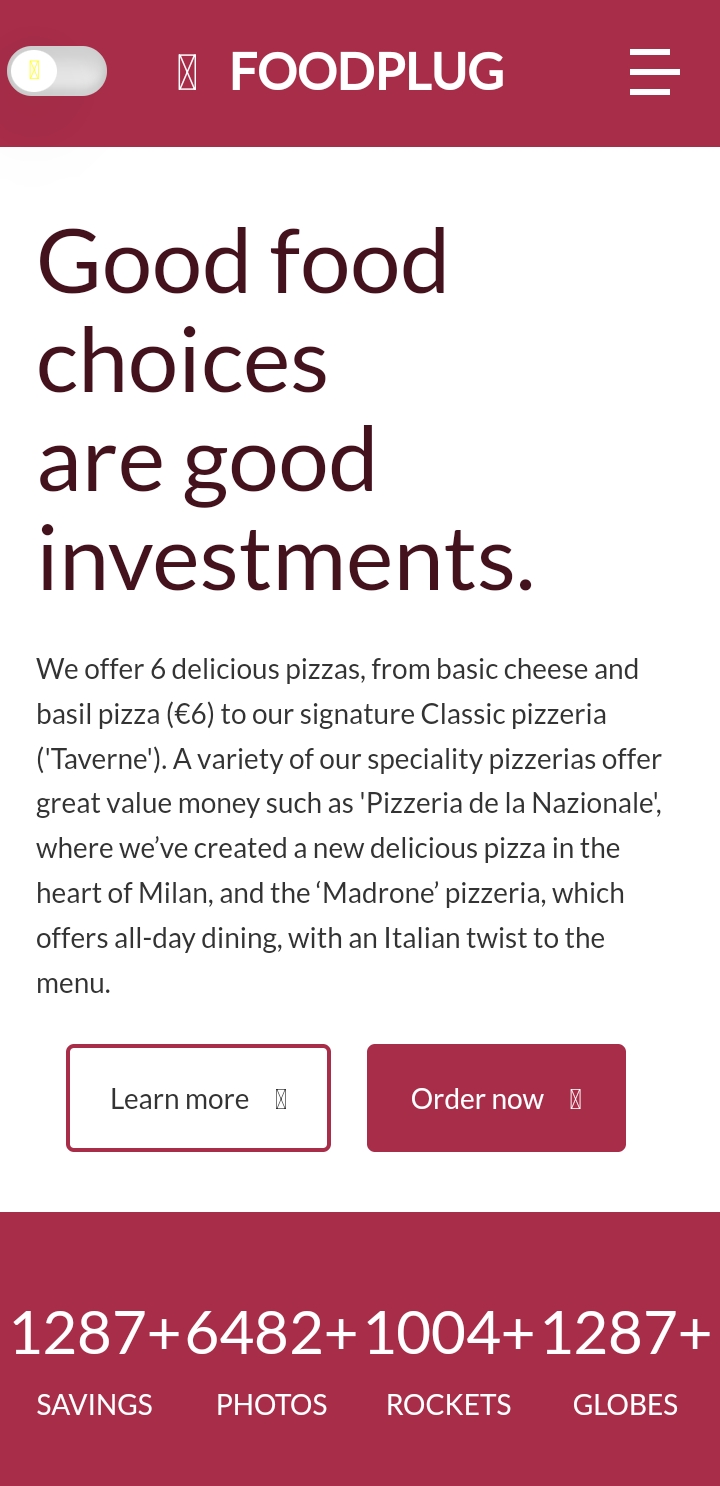 FOODPLUG
Good food
choices
are good
investments.
We offer 6 delicious pizzas, from basic cheese and
basil pizza (€6) to our signature Classic pizzeria
('Taverne'). A variety of our speciality pizzerias offer
great value money such as 'Pizzeria de la Nazionale',
where we’ve created a new delicious pizza in the
heart of Milan, and the ‘Madrone’ pizzeria, which
offers all-day dining, with an Italian twist to the
menu.
Learn more Order now
1287+ 6482+ 1004+ 1287+
SAVINGS PHOTOS ROCKETS GLOBES